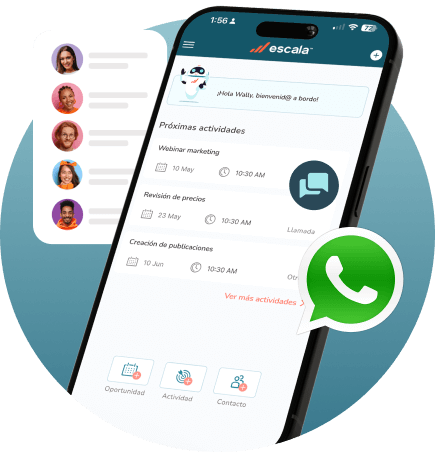 1:56
72
escala
¡Hola Wally, bienvenid@ a bordo!
Próximas actividades
Webinar marketing
10 May
10:30 AM
Revisión de precios
23 May
10:30 AM
Llamada
Creación de publicaciones
10 Jun
10:30 AM
Otr
Ver más actividades
Oportunidad
Actividad
Contacto